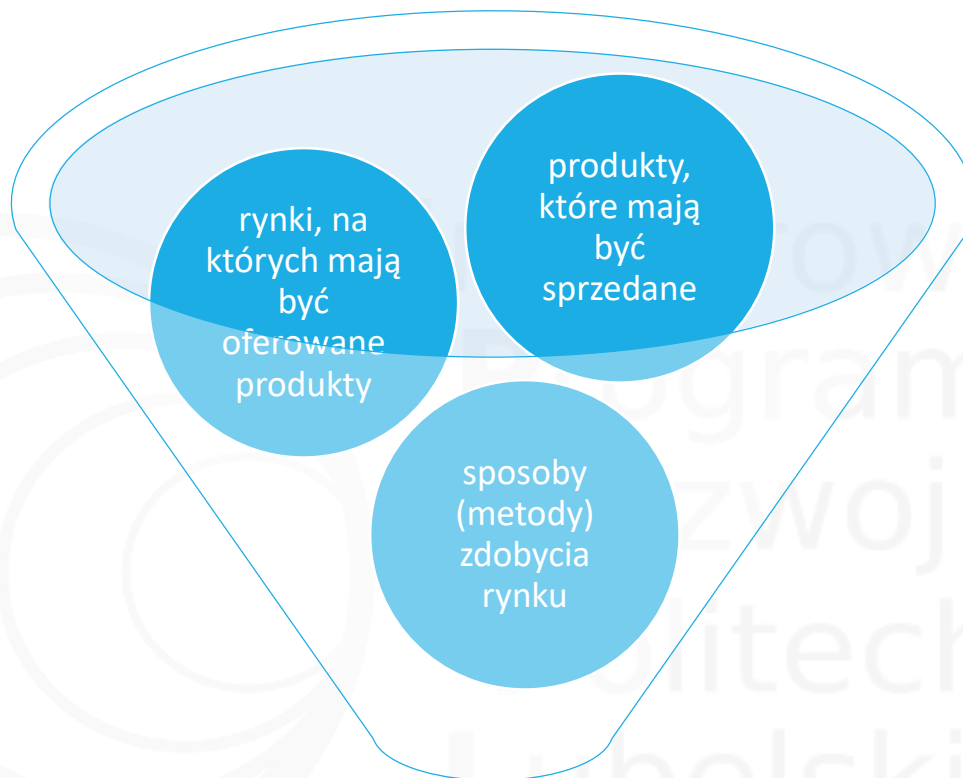 produkty,
które mają
być
sprzedane
rynki, na
których mają
być
oferowane
produkty
sposoby
(metody)
zdobycia
rynku